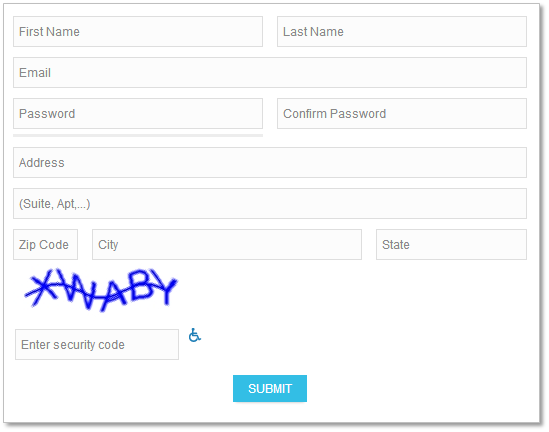 First Name Last Name
Email
Password Confirm Password
Address
(Suite, Apt,...)
Zip Code City State
Enter security code
SUBMIT